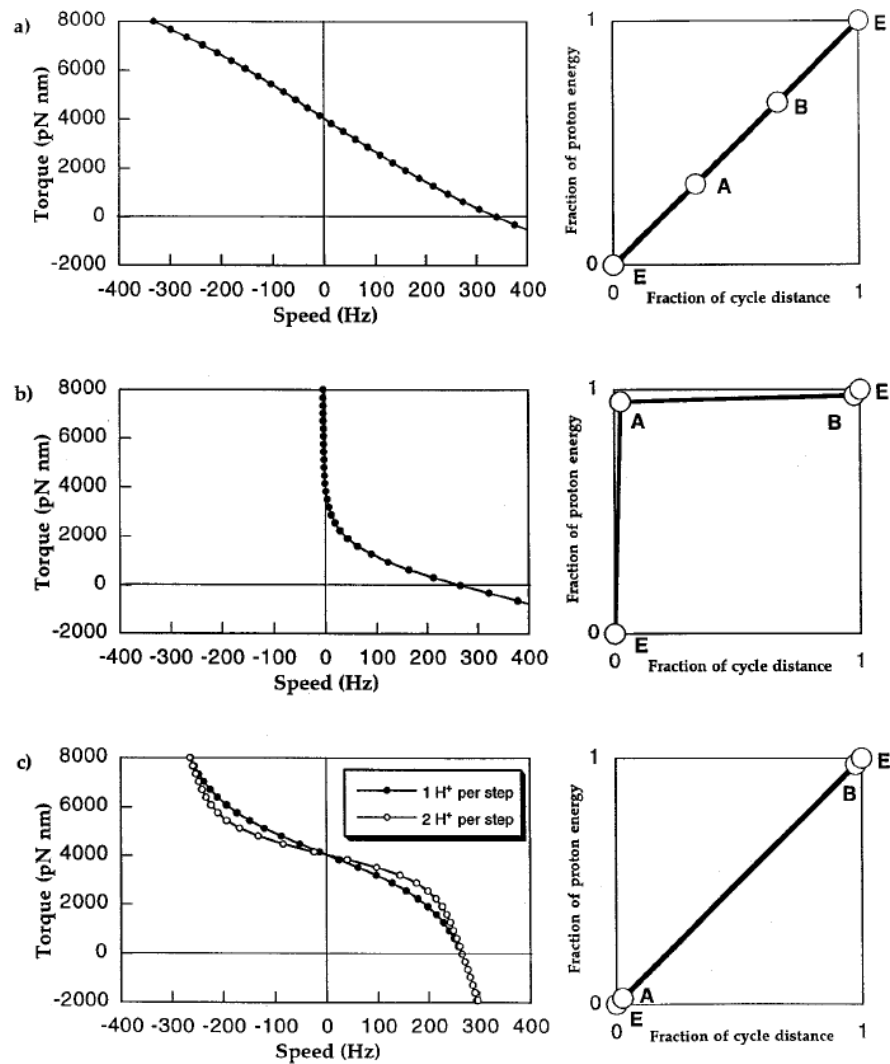 a)
8000
6000
4000
2000
0
-2000
Torque (pN nm)
-400 -300 -200 -100 0 100 200 300 400
Speed (Hz)
1
0
Fraction of proton energy
E
B
A
E
0 Fraction of cycle distance 1
b)
8000
6000
4000
2000
0
-2000
Torque (pN nm)
-400 -300 -200 -100 0 100 200 300 400
Speed (Hz)
1
0
Fraction of proton energy
E
A B
E
0 Fraction of cycle distance 1
c)
8000
6000
4000
2000
0
-2000
Torque (pN nm)
1 H⁺ per step
2 H⁺ per step
-400 -300 -200 -100 0 100 200 300 400
Speed (Hz)
1
0
Fraction of proton energy
E
B
A
E
0 Fraction of cycle distance 1